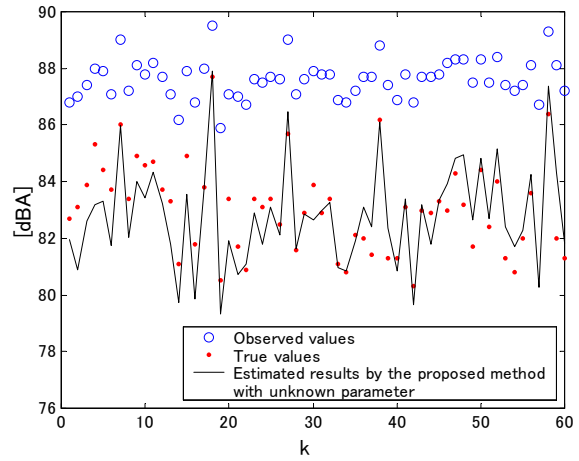 90
88
86
84
82
80
78
76
[dBA]
Observed values
True values
Estimated results by the proposed method
with unknown parameter
0 10 20 30 40 50 60
k